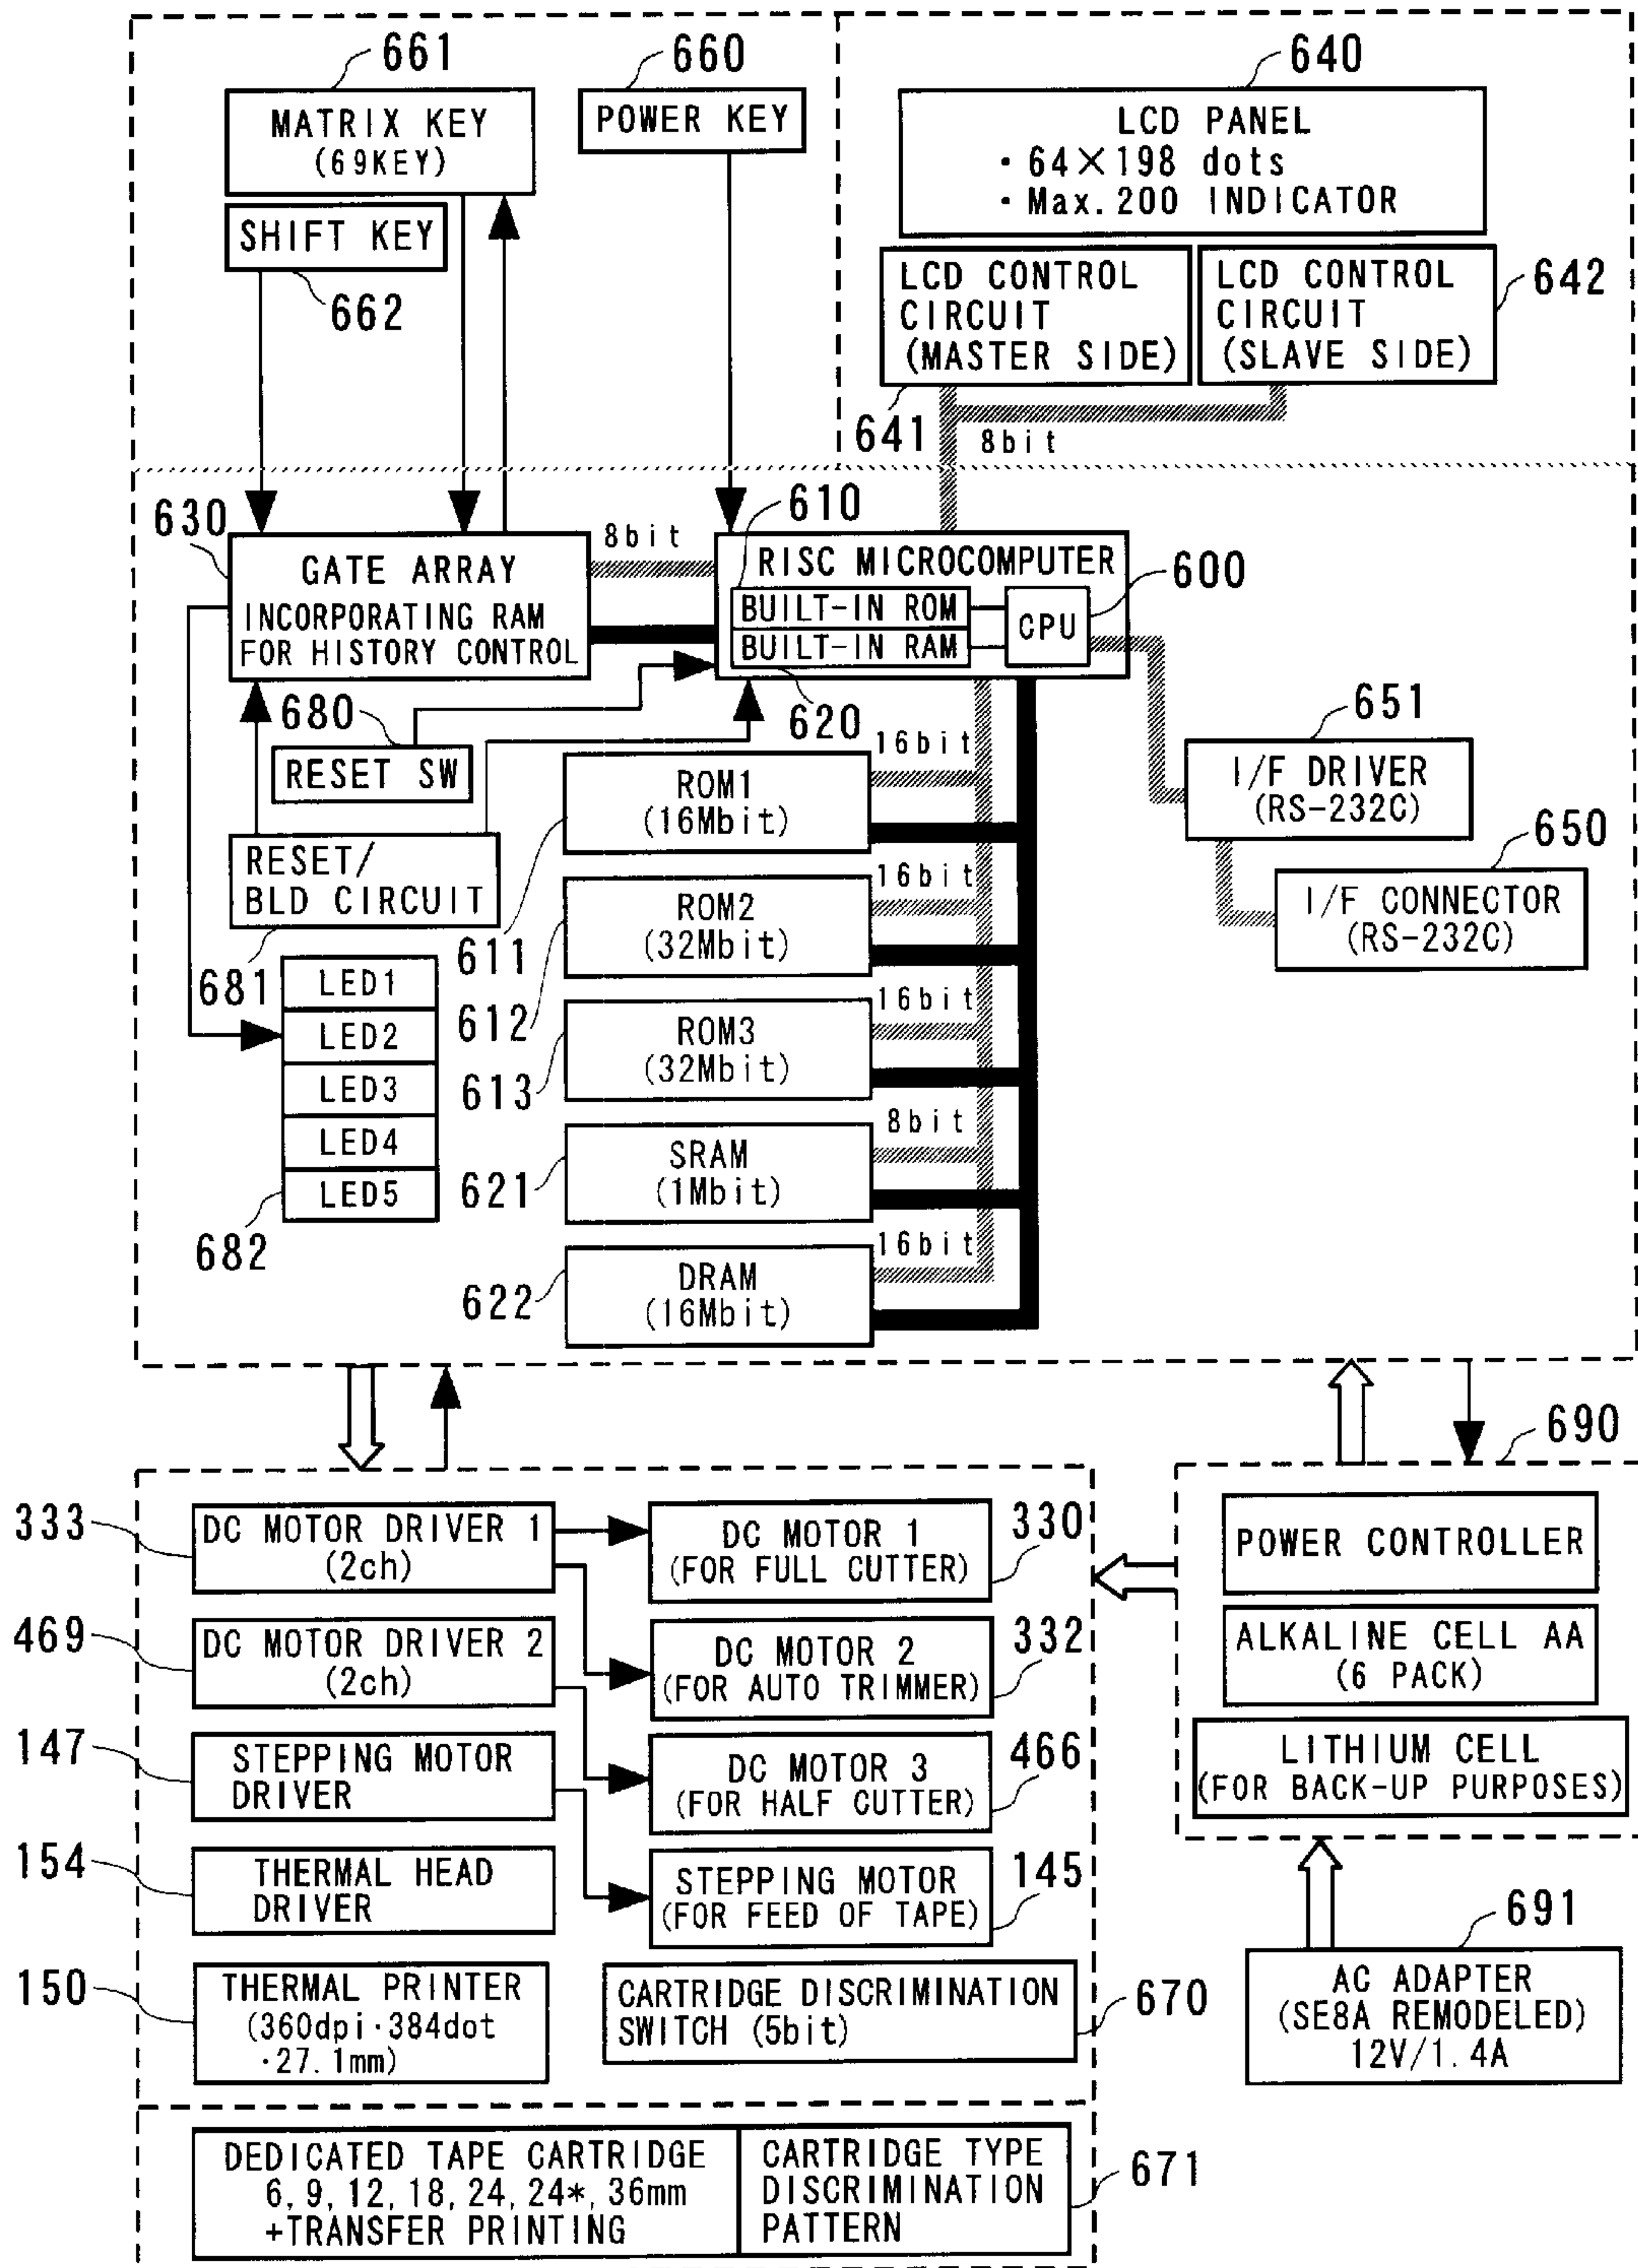 661
660
640
MATRIX KEY
(69KEY)
POWER KEY
LCD PANEL
・64×198 dots
・Max.200 INDICATOR
SHIFT KEY
662
LCD CONTROL
CIRCUIT
(MASTER SIDE)
LCD CONTROL
CIRCUIT
(SLAVE SIDE)
642
641
8bit
630
610
8bit
GATE ARRAY
INCORPORATING RAM
FOR HISTORY CONTROL
RISC MICROCOMPUTER
600
BUILT-IN ROM
BUILT-IN RAM
CPU
680
620
651
RESET SW
16bit
ROM1
(16Mbit)
I/F DRIVER
(RS-232C)
650
RESET/
BLD CIRCUIT
611
16bit
ROM2
(32Mbit)
I/F CONNECTOR
(RS-232C)
681
612
LED1
LED2
LED3
LED4
LED5
682
16bit
ROM3
(32Mbit)
613
8bit
SRAM
(1Mbit)
621
16bit
DRAM
(16Mbit)
622
690
333
DC MOTOR DRIVER 1
(2ch)
DC MOTOR 1
(FOR FULL CUTTER)
330
POWER CONTROLLER
469
DC MOTOR DRIVER 2
(2ch)
DC MOTOR 2
(FOR AUTO TRIMMER)
332
ALKALINE CELL AA
(6 PACK)
147
STEPPING MOTOR
DRIVER
DC MOTOR 3
(FOR HALF CUTTER)
466
LITHIUM CELL
(FOR BACK-UP PURPOSES)
154
THERMAL HEAD
DRIVER
STEPPING MOTOR
(FOR FEED OF TAPE)
145
691
150
THERMAL PRINTER
(360dpi·384dot
·27.1mm)
CARTRIDGE DISCRIMINATION
SWITCH (5bit)
670
AC ADAPTER
(SE8A REMODELED)
12V/1.4A
DEDICATED TAPE CARTRIDGE
6,9,12,18,24,24*,36mm
+TRANSFER PRINTING
CARTRIDGE TYPE
DISCRIMINATION
PATTERN
671